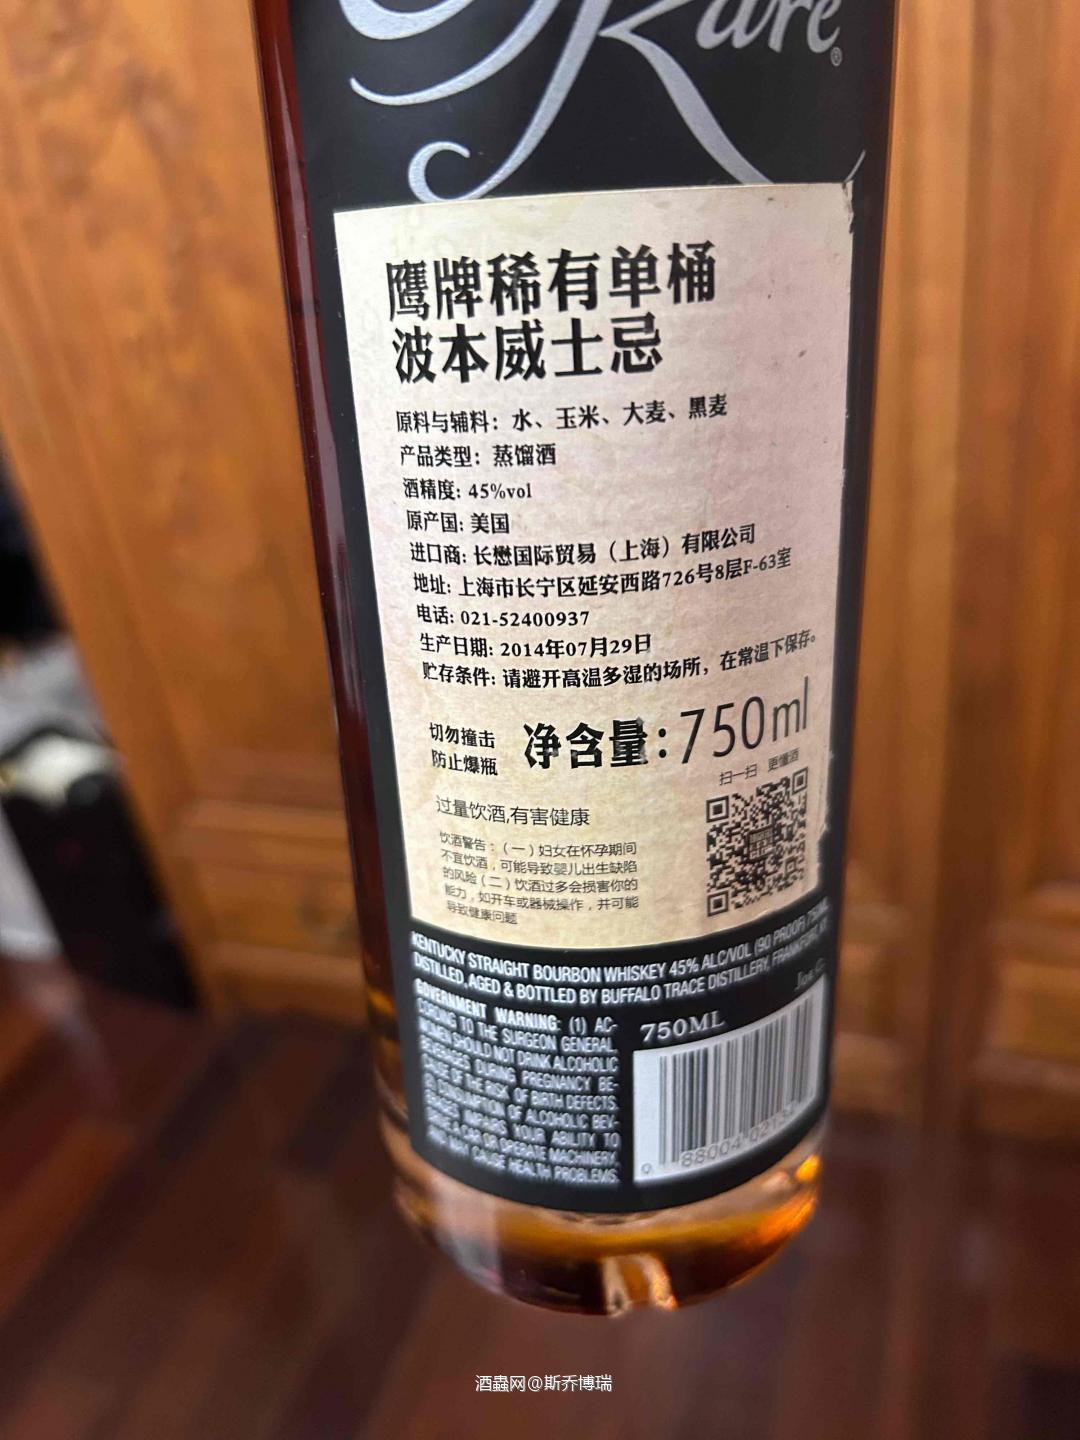 Rare®
鹰牌稀有单桶
波本威士忌
原料与辅料：水、玉米、大麦、黑麦
产品类型：蒸馏酒
酒精度: 45%vol
原产国: 美国
进口商: 长懋国际贸易（上海）有限公司
地址: 上海市长宁区延安西路726号8层F-63室
电话: 021-52400937
生产日期: 2014年07月29日
贮存条件: 请避开高温多湿的场所，在常温下保存。
切勿撞击
防止爆瓶
净含量:750ml
扫一扫 更懂酒
过量饮酒,有害健康
饮酒警告：（一）妇女在怀孕期间
不宜饮酒，可能导致婴儿出生缺陷
的风险（二）饮酒过多会损害你的
能力，如开车或器械操作，并可能
导致健康问题
KENTUCKY STRAIGHT BOURBON WHISKEY 45% ALC/VOL (90 PROOF) 750ML
DISTILLED, AGED & BOTTLED BY BUFFALO TRACE DISTILLERY, FRANKFORT, KY
GOVERNMENT WARNING: (1) AC-
CORDING TO THE SURGEON GENERAL,
WOMEN SHOULD NOT DRINK ALCOHOLIC
BEVERAGES DURING PREGNANCY BE-
CAUSE OF THE RISK OF BIRTH DEFECTS.
(2) CONSUMPTION OF ALCOHOLIC BEV-
ERAGES IMPAIRS YOUR ABILITY TO
DRIVE A CAR OR OPERATE MACHINERY,
AND MAY CAUSE HEALTH PROBLEMS.
750ML
0 88004
酒蟲网@斯乔博瑞